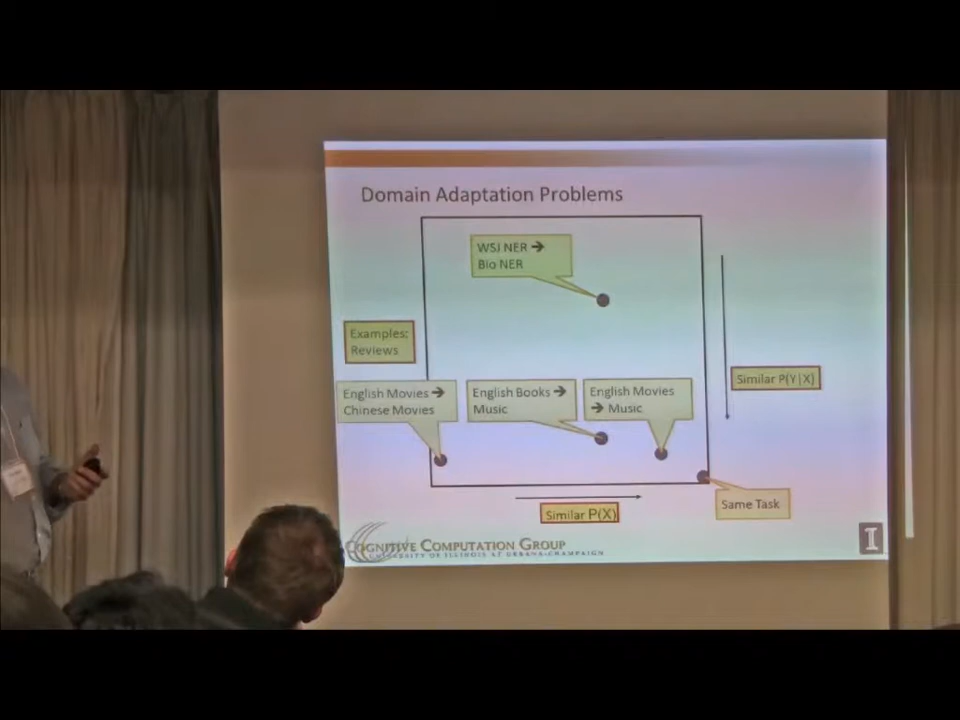 Domain Adaptation Problems
WSJ NER →
Bio NER
Examples:
Reviews
English Movies →
Chinese Movies
English Books →
Music
English Movies
→ Music
Similar P(Y|X)
Same Task
Similar P(X)
COGNITIVE COMPUTATION GROUP
UNIVERSITY OF ILLINOIS AT URBANA-CHAMPAIGN
I